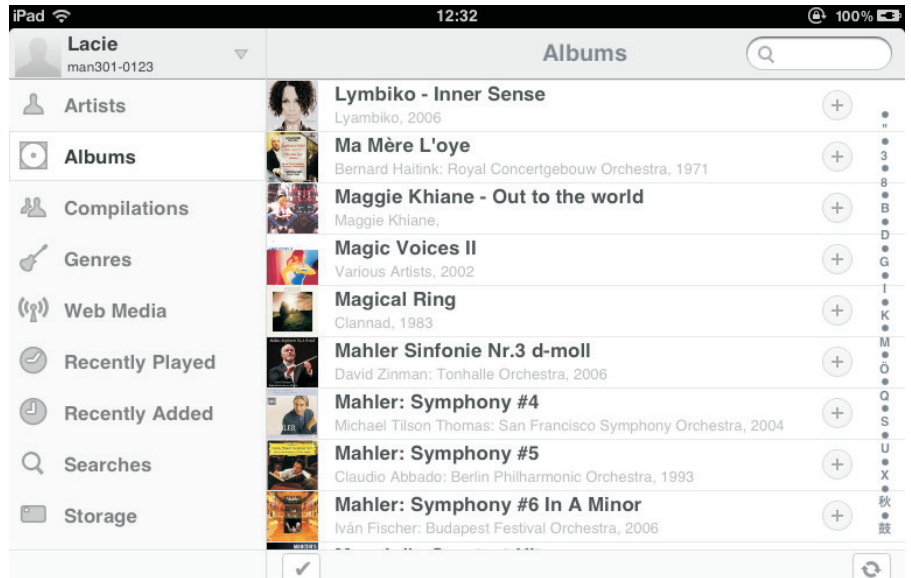 iPad 12:32 100%
Lacie
man301-0123
Albums
Artists
Albums
Compilations
Genres
Web Media
Recently Played
Recently Added
Searches
Storage
Lymbiko - Inner Sense
Lyambiko, 2006
Ma Mère L'oye
Bernard Haitink: Royal Concertgebouw Orchestra, 1971
Maggie Khiane - Out to the world
Maggie Khiane,
Magic Voices II
Various Artists, 2002
Magical Ring
Clannad, 1983
Mahler Sinfonie Nr.3 d-moll
David Zinman: Tonhalle Orchestra, 2006
Mahler: Symphony #4
Michael Tilson Thomas: San Francisco Symphony Orchestra, 2004
Mahler: Symphony #5
Claudio Abbado: Berlin Philharmonic Orchestra, 1993
Mahler: Symphony #6 In A Minor
Iván Fischer: Budapest Festival Orchestra, 2006
"
3
8
B
D
G
I
K
M
Ö
Q
S
U
X
秋
鼓